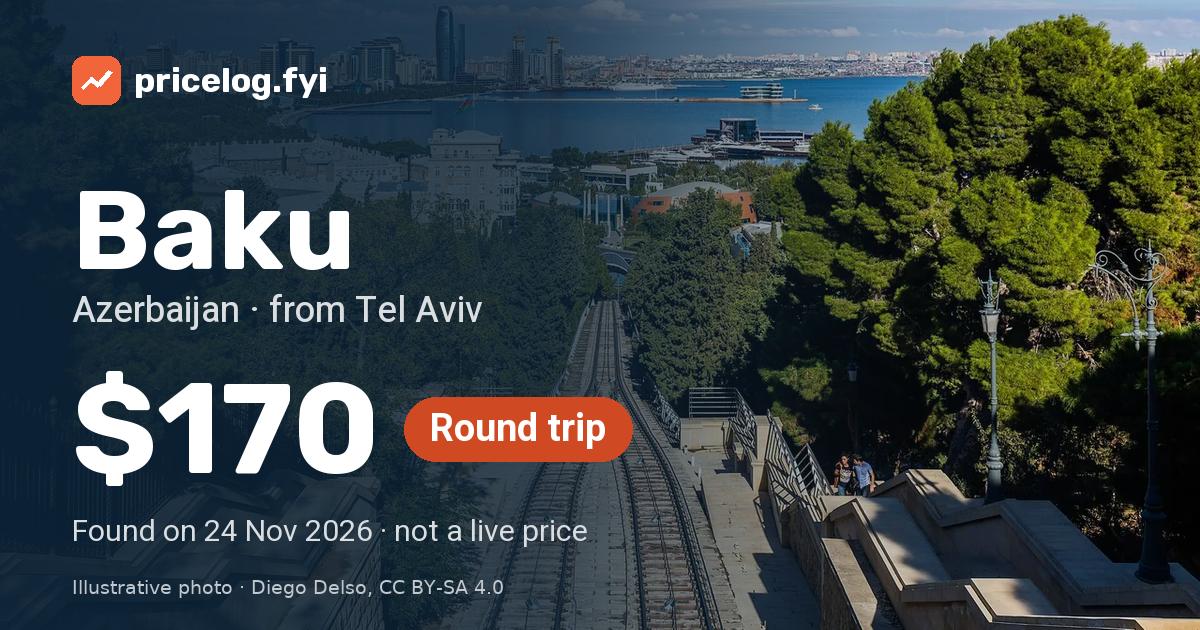 pricelog.fyi
Baku
Azerbaijan · from Tel Aviv
$170 Round trip
Found on 24 Nov 2026 · not a live price
Illustrative photo · Diego Delso, CC BY-SA 4.0